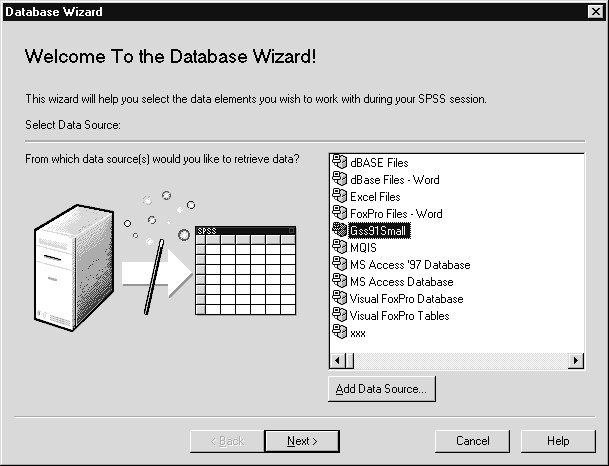 Database Wizard
Welcome To the Database Wizard!
This wizard will help you select the data elements you wish to work with during your SPSS session.
Select Data Source:
From which data source(s) would you like to retrieve data?
SPSS
dBASE Files
dBase Files - Word
Excel Files
FoxPro Files - Word
Gss91Small
MQIS
MS Access '97 Database
MS Access Database
Visual FoxPro Database
Visual FoxPro Tables
xxx
Add Data Source...
< Back
Next >
Cancel
Help